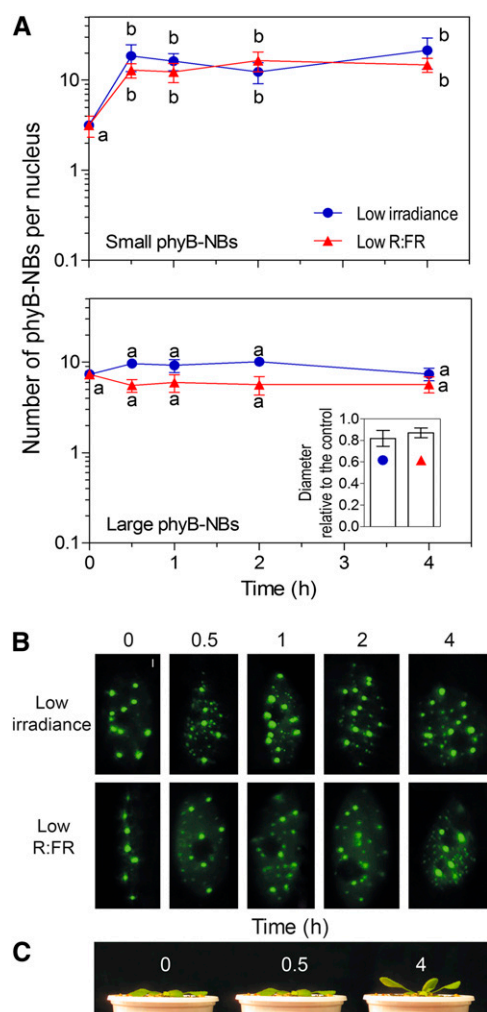 A
Number of phyB-NBs per nucleus
10
1
0.1
b
b
b
b
b
b
b
b
a
Low irradiance
Low R:FR
Small phyB-NBs
10
1
0.1
a
a
a
a
a
a
a
a
a
Diameter
relative to the control
1.0
0.8
0.6
0.4
0.2
0.0
Large phyB-NBs
0
1
2
3
4
Time (h)
B
0
0.5
1
2
4
Low
irradiance
Low
R:FR
Time (h)
C
0
0.5
4